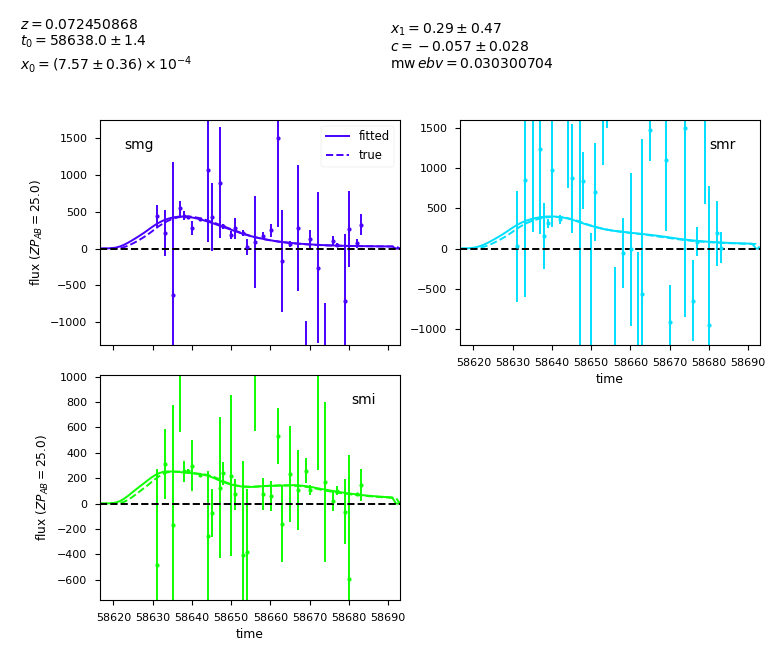 z = 0.072450868
t₀ = 58638.0 ± 1.4
x₀ = (7.57 ± 0.36) × 10⁻⁴
x₁ = 0.29 ± 0.47
c = −0.057 ± 0.028
mw ebv = 0.030300704
smg
fitted
true
1500
1000
500
0
−500
−1000
flux (ZP_AB = 25.0)
smr
1500
1000
500
0
−500
−1000
58620 58630 58640 58650 58660 58670 58680 58690
time
smi
1000
800
600
400
200
0
−200
−400
−600
flux (ZP_AB = 25.0)
58620 58630 58640 58650 58660 58670 58680 58690
time